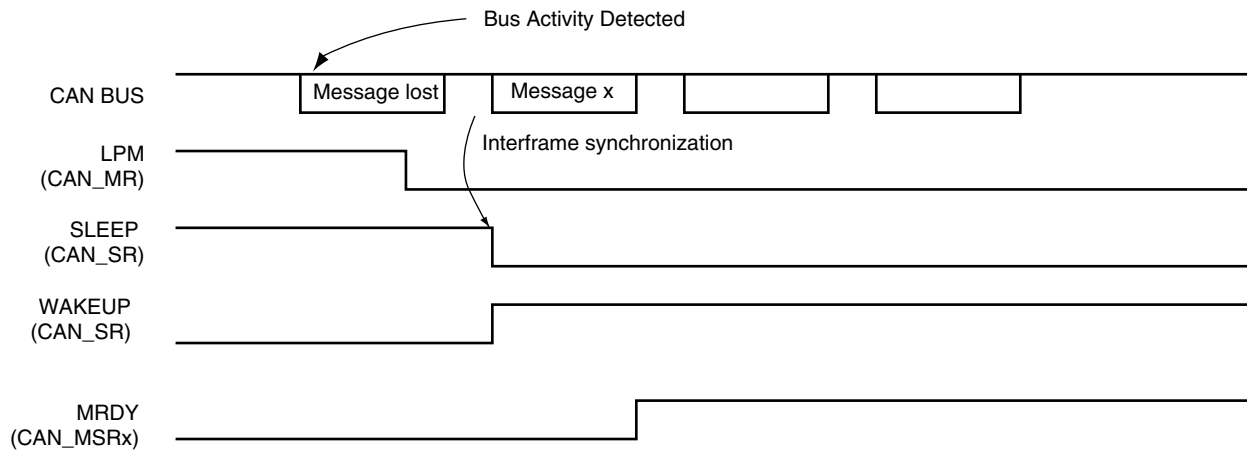 Bus Activity Detected
CAN BUS
Message lost
Message x
Interframe synchronization
LPM
(CAN_MR)
SLEEP
(CAN_SR)
WAKEUP
(CAN_SR)
MRDY
(CAN_MSRx)